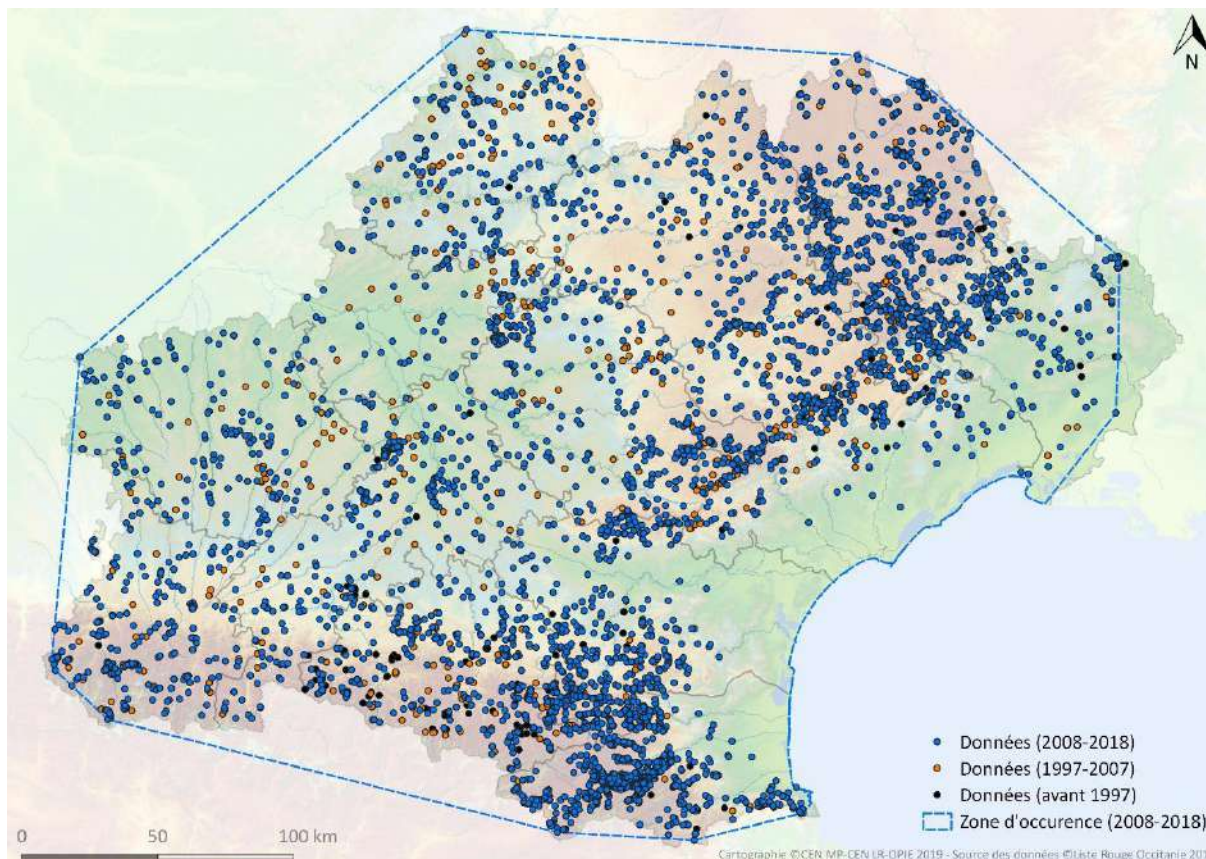 N
Données (2008-2018)
Données (1997-2007)
Données (avant 1997)
Zone d'occurence (2008-2018)
0 50 100 km
Cartographie ©CEN MP-CEN LR-OPIE 2019 - Source des données ©Liste Rouge Occitanie 201